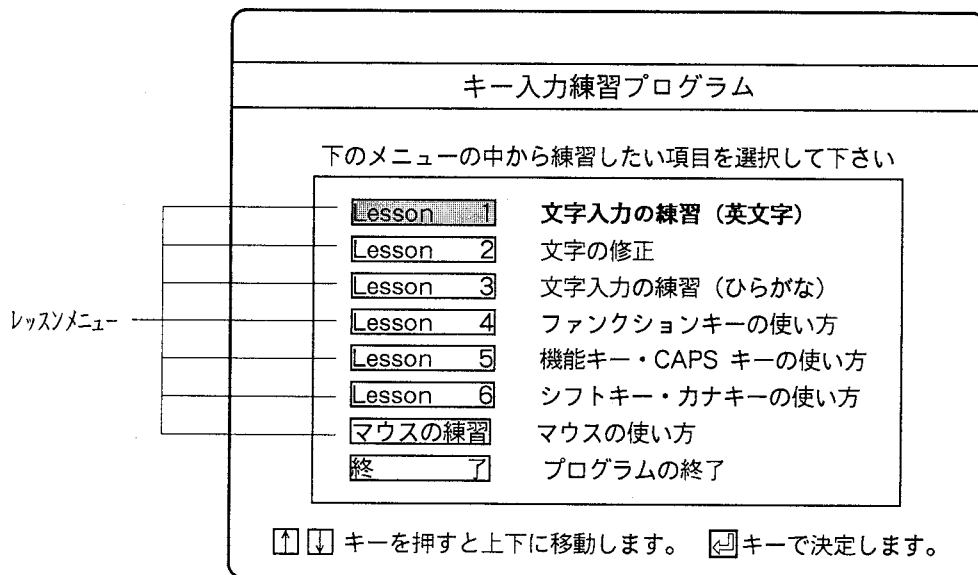 キー入力練習プログラム
下のメニューの中から練習したい項目を選択して下さい
Lesson 1 文字入力の練習（英文字）
Lesson 2 文字の修正
Lesson 3 文字入力の練習（ひらがな）
レッスンメニュー
Lesson 4 ファンクションキーの使い方
Lesson 5 機能キー・CAPS キーの使い方
Lesson 6 シフトキー・カナキーの使い方
マウスの練習 マウスの使い方
終 了 プログラムの終了
↑ ↓ キーを押すと上下に移動します。 ↵キーで決定します。